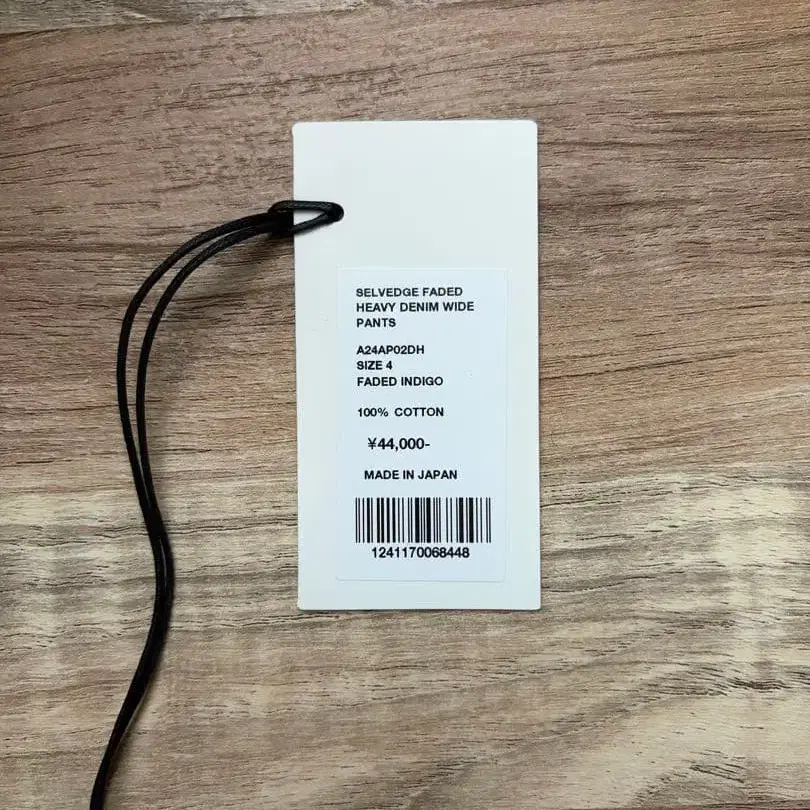 SELVEDGE FADED
HEAVY DENIM WIDE
PANTS
A24AP02DH
SIZE 4
FADED INDIGO
100% COTTON
¥44,000-
MADE IN JAPAN
1241170068448